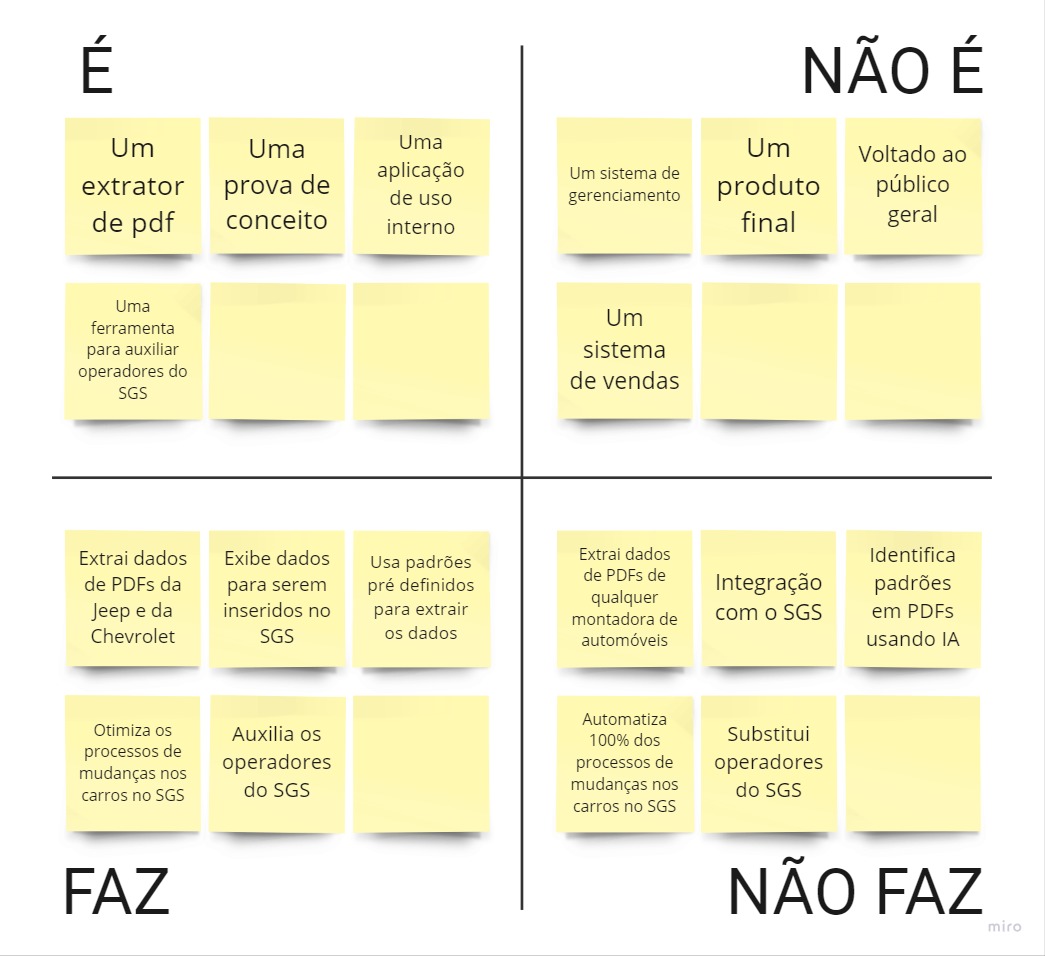 É
NÃO É
Um
extrator
de pdf
Uma
prova de
conceito
Uma
aplicação
de uso
interno
Um sistema de
gerenciamento
Um
produto
final
Voltado ao
público
geral
Uma
ferramenta
para auxiliar
operadores do
SGS
Um
sistema
de vendas
Extrai dados
de PDFs da
Jeep e da
Chevrolet
Exibe dados
para serem
inseridos no
SGS
Usa padrões
pré definidos
para extrair
os dados
Extrai dados
de PDFs de
qualquer
montadora de
automóveis
Integração
com o SGS
Identifica
padrões
em PDFs
usando IA
Otimiza os
processos de
mudanças nos
carros no SGS
Auxilia os
operadores
do SGS
Automatiza
100% dos
processos de
mudanças nos
carros no SGS
Substitui
operadores
do SGS
FAZ
NÃO FAZ
miro